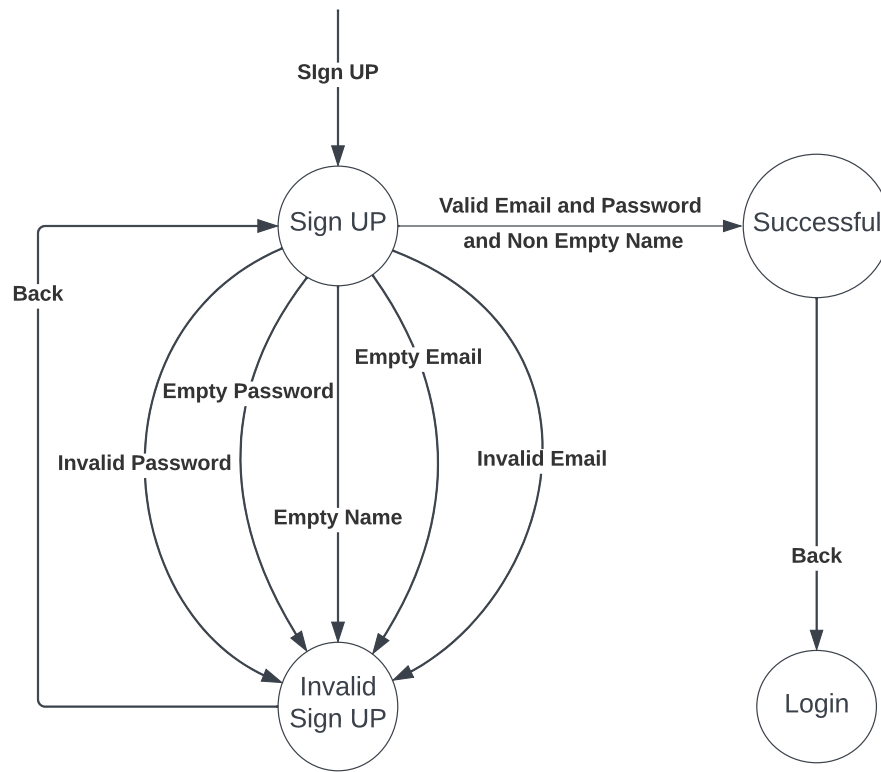 SIgn UP
Valid Email and Password
Sign UP
Successful
and Non Empty Name
Back
Empty Email
Empty Password
Invalid Password
Invalid Email
Empty Name
Back
Invalid
Sign UP
Login